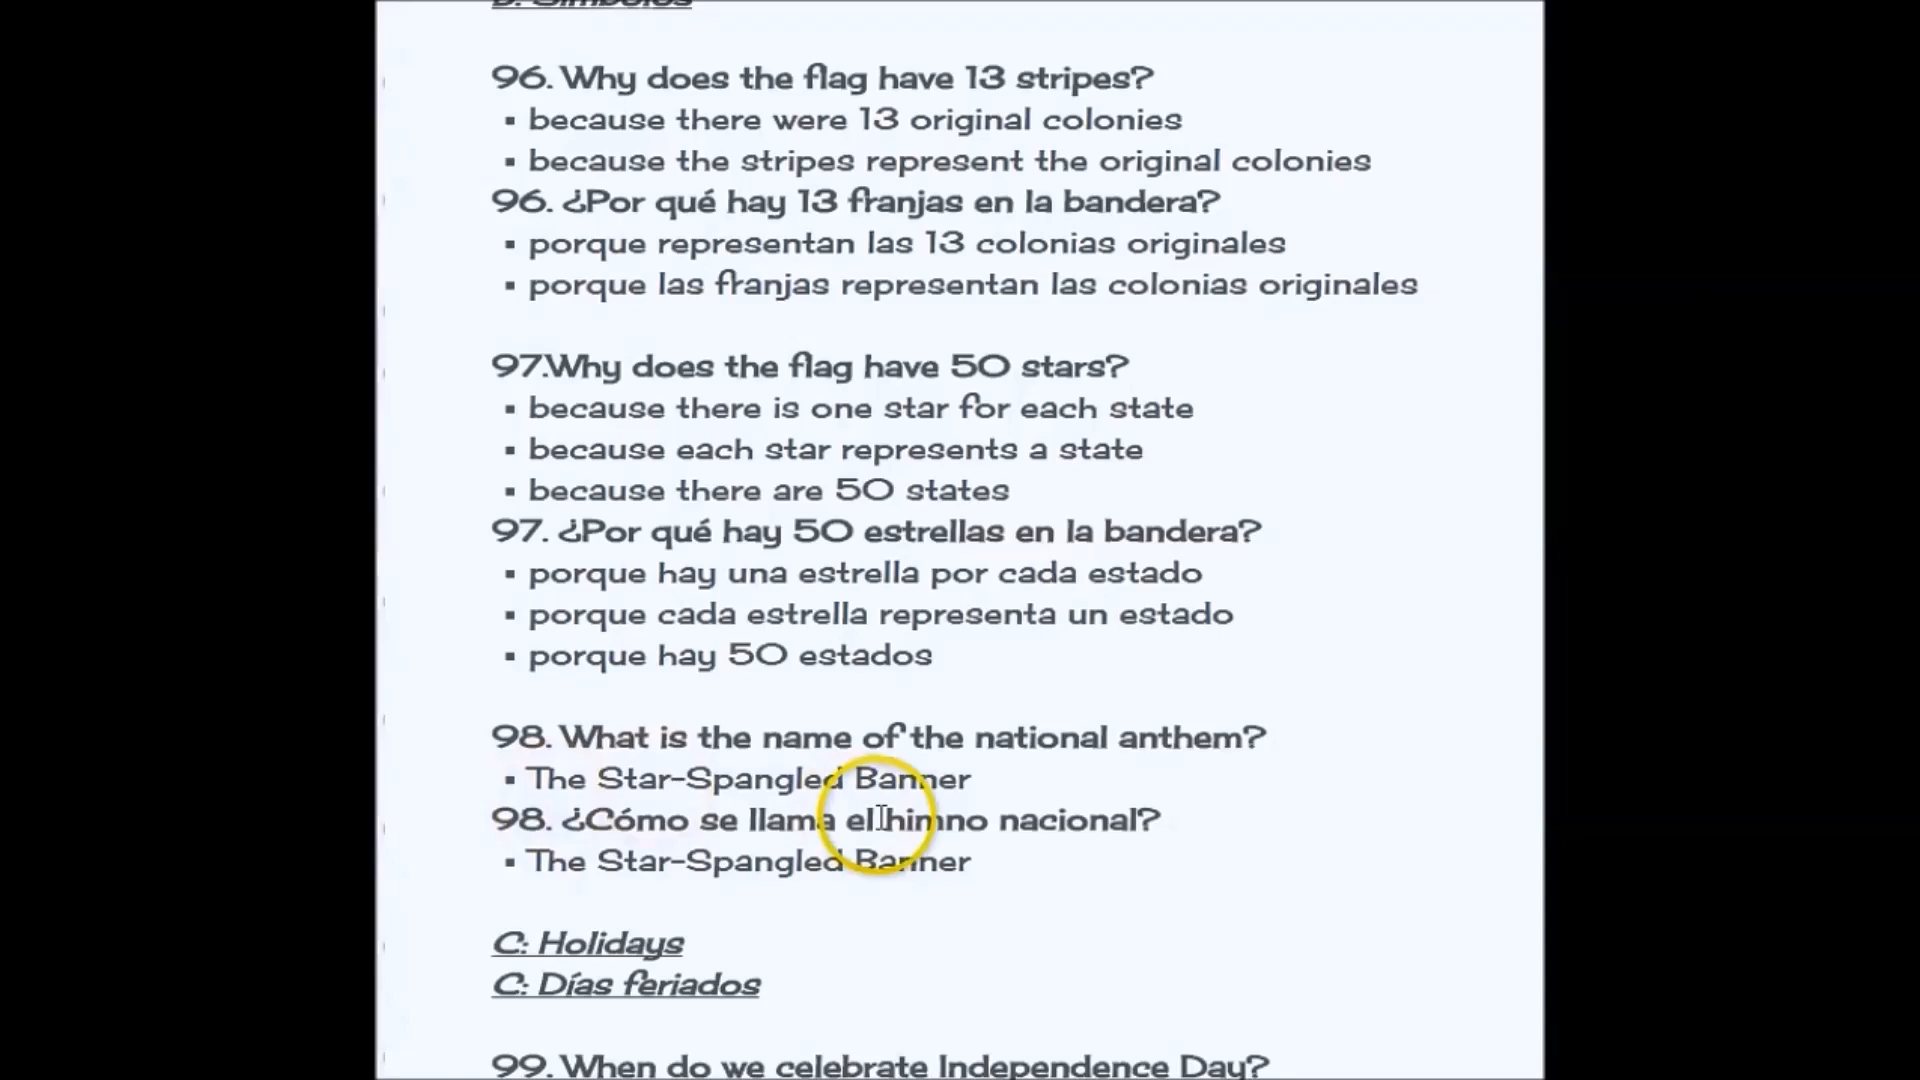 B: Símbolos
96. Why does the flag have 13 stripes?
▪ because there were 13 original colonies
▪ because the stripes represent the original colonies
96. ¿Por qué hay 13 franjas en la bandera?
▪ porque representan las 13 colonias originales
▪ porque las franjas representan las colonias originales
97.Why does the flag have 50 stars?
▪ because there is one star for each state
▪ because each star represents a state
▪ because there are 50 states
97. ¿Por qué hay 50 estrellas en la bandera?
▪ porque hay una estrella por cada estado
▪ porque cada estrella representa un estado
▪ porque hay 50 estados
98. What is the name of the national anthem?
▪ The Star-Spangled Banner
98. ¿Cómo se llama el himno nacional?
▪ The Star-Spangled Banner
C: Holidays
C: Días feriados
99. When do we celebrate Independence Day?